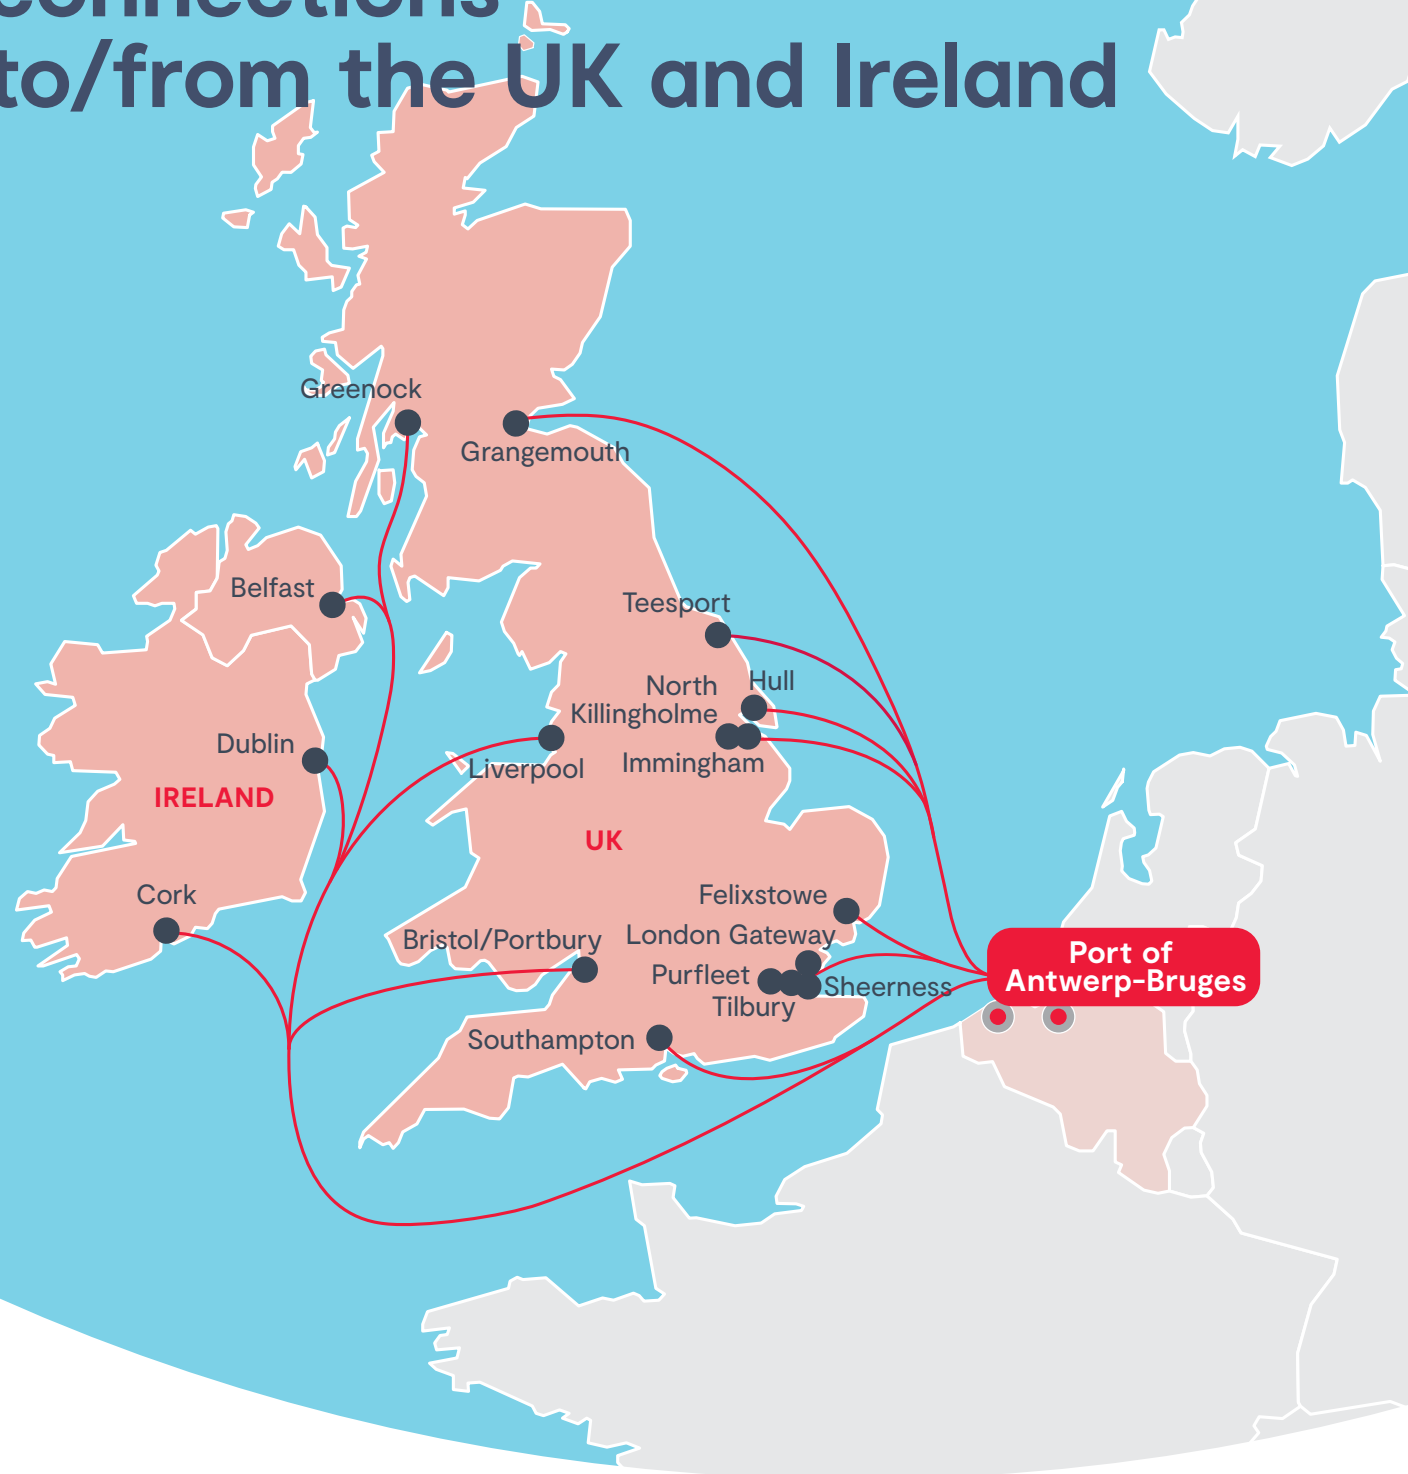 connections
to/from the UK and Ireland
Greenock
Grangemouth
Belfast
Teesport
North
Killingholme
Hull
Dublin
Liverpool
Immingham
IRELAND
UK
Cork
Felixstowe
Bristol/Portbury
London Gateway
Port of
Antwerp-Bruges
Purfleet
Sheerness
Tilbury
Southampton